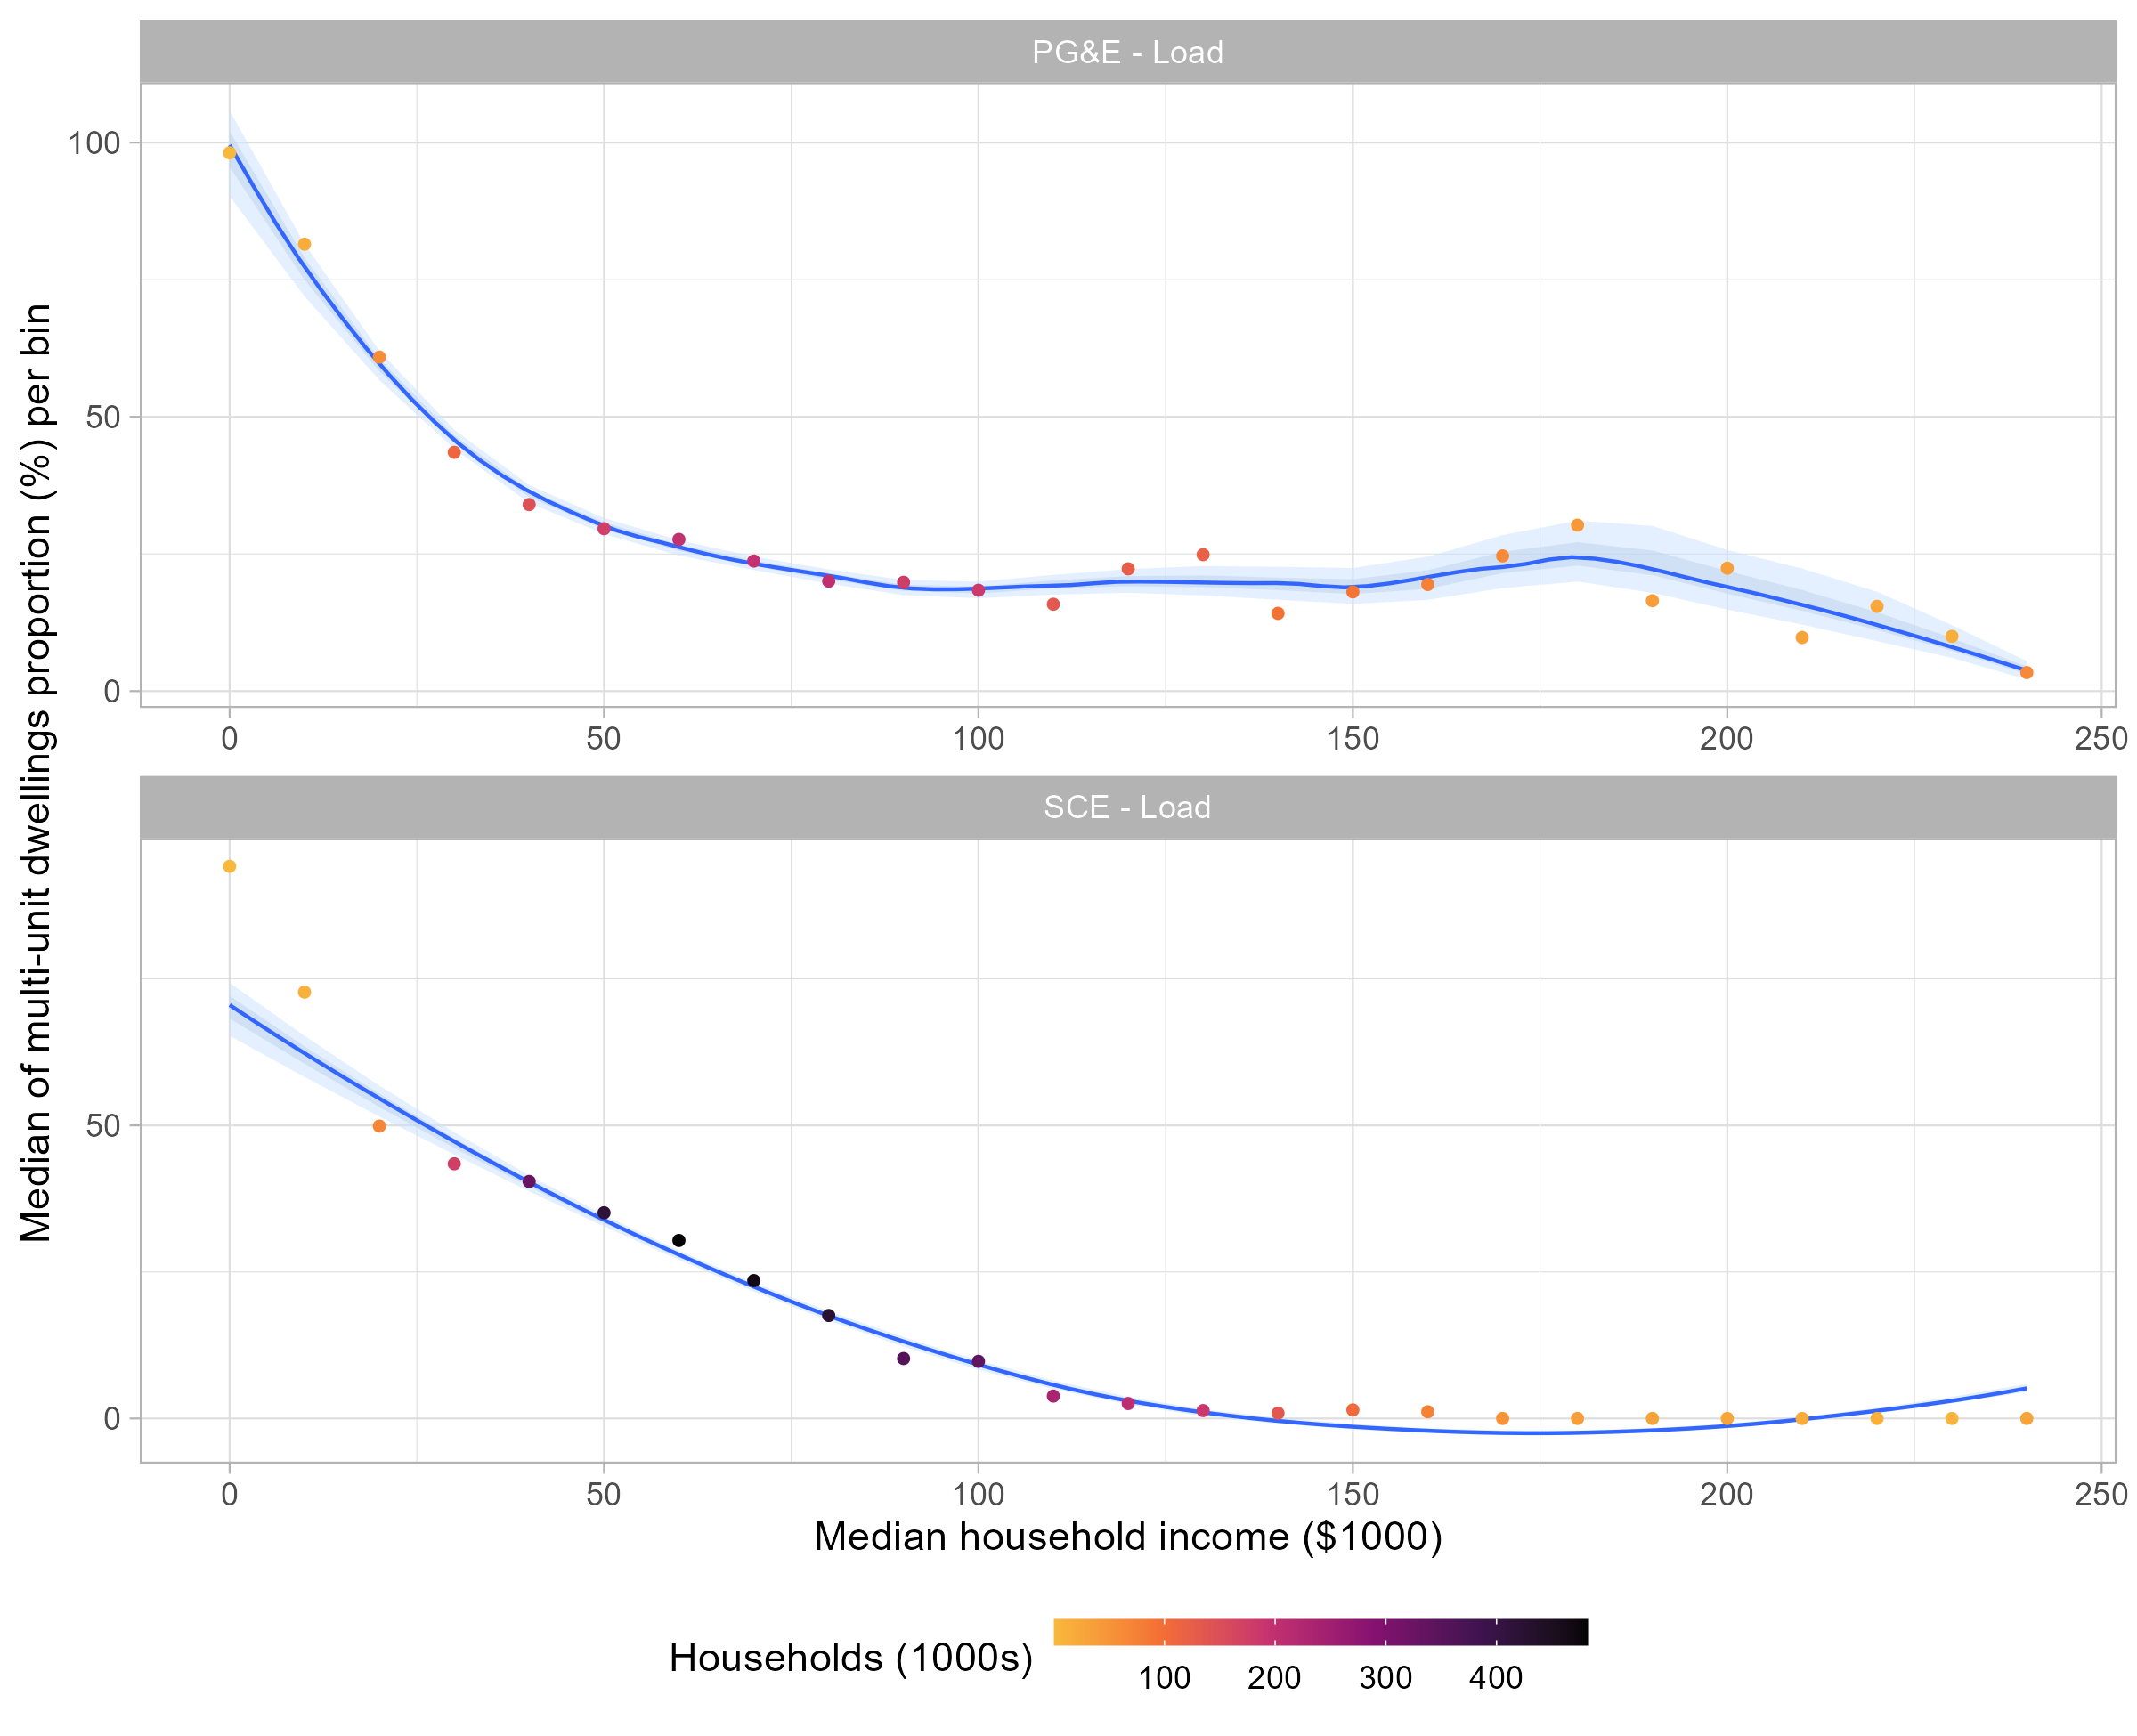 PG&E - Load
100
50
0
0 50 100 150 200 250
SCE - Load
50
0
0 50 100 150 200 250
Median household income ($1000)
Median of multi-unit dwellings proportion (%) per bin
Households (1000s)
100 200 300 400